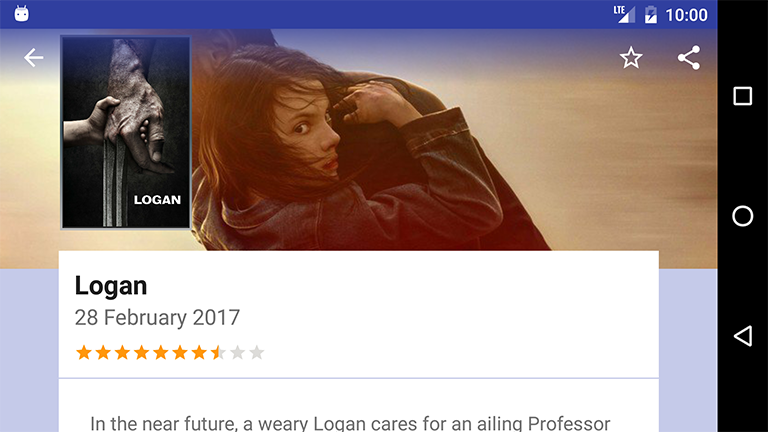 LTE
10:00
LOGAN
Logan
28 February 2017
In the near future, a weary Logan cares for an ailing Professor